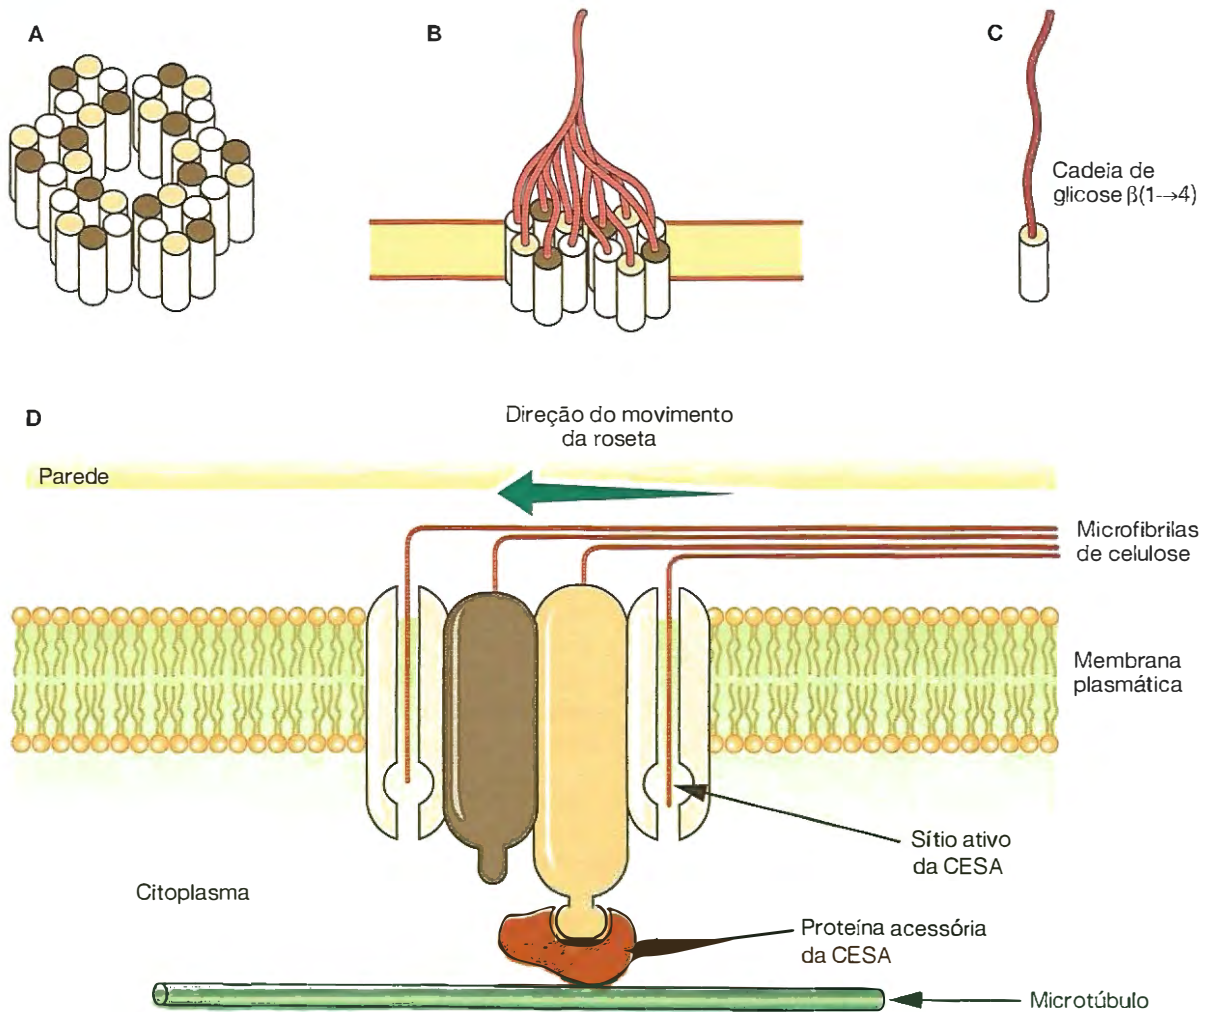 A
B
C
Cadeia de
glicose β(1→4)
D
Direção do movimento
da roseta
Parede
Microfibrilas
de celulose
Membrana
plasmática
Sítio ativo
da CESA
Citoplasma
Proteína acessória
da CESA
Microtúbulo